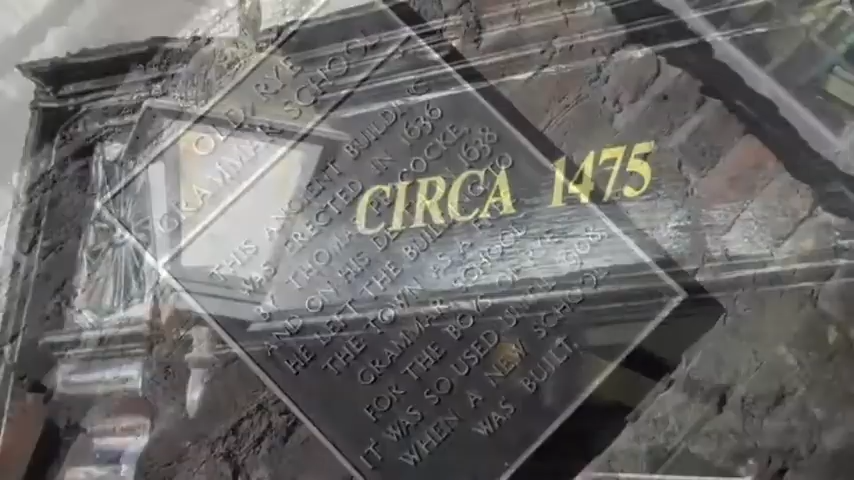 OLD RYE
GRAMMAR SCHOOL
THIS ANCIENT BUILDING
WAS ERECTED IN 1636
BY THOMAS PEACOCKE
AND ON HIS DEATH IN 1638
HE LEFT THE BUILDING TO
THE TOWN AS A FREE
GRAMMAR SCHOOL
FOR THE BOYS OF RYE
IT WAS SO USED UNTIL 1908
WHEN A NEW SCHOOL
WAS BUILT.
CIRCA 1475